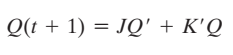 Q(t + 1) = JQ′ + K′Q